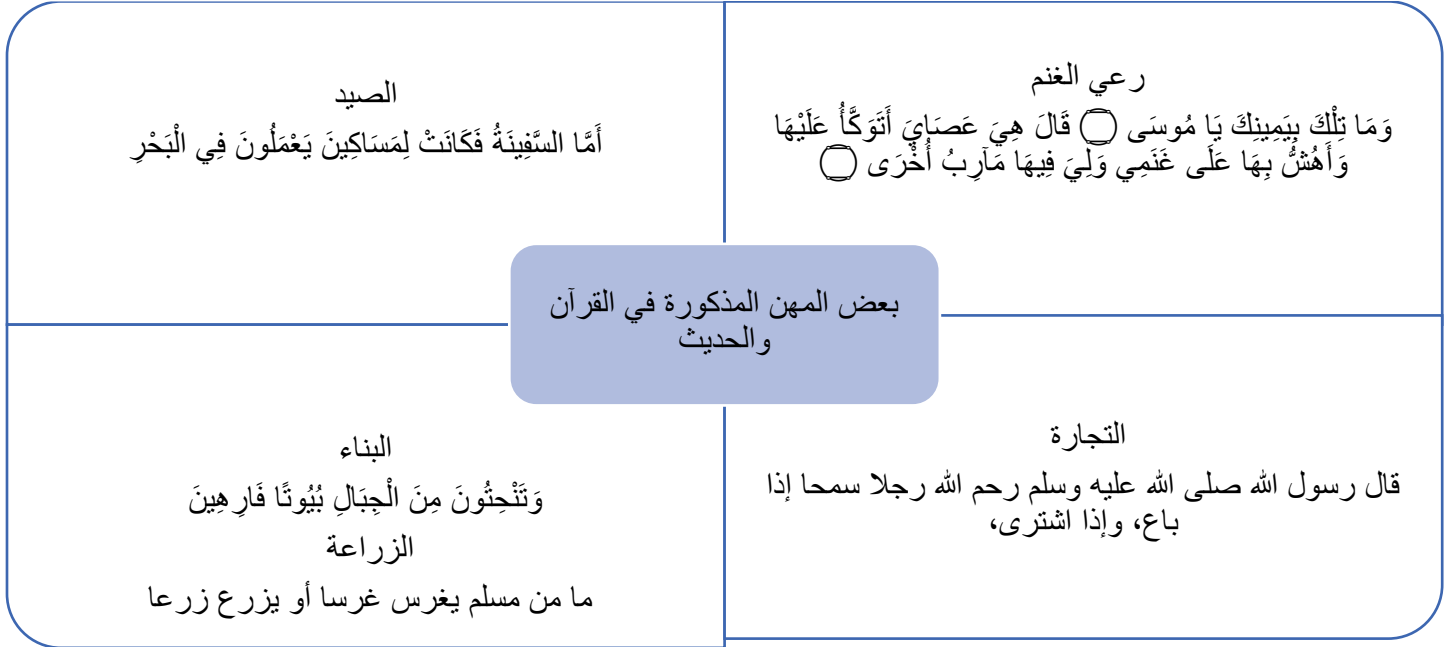 رعي الغنم
وَمَا تِلْكَ بِيَمِينِكَ يَا مُوسَى ۝ قَالَ هِيَ عَصَايَ أَتَوَكَّأُ عَلَيْهَا
وَأَهُشُّ بِهَا عَلَى غَنَمِي وَلِيَ فِيهَا مَآرِبُ أُخْرَى ۝
الصيد
أَمَّا السَّفِينَةُ فَكَانَتْ لِمَسَاكِينَ يَعْمَلُونَ فِي الْبَحْرِ
بعض المهن المذكورة في القرآن
والحديث
التجارة
قال رسول الله صلى الله عليه وسلم رحم الله رجلا سمحا إذا
باع، وإذا اشترى،
البناء
وَتَنْحِتُونَ مِنَ الْجِبَالِ بُيُوتًا فَارِهِينَ
الزراعة
ما من مسلم يغرس غرسا أو يزرع زرعا